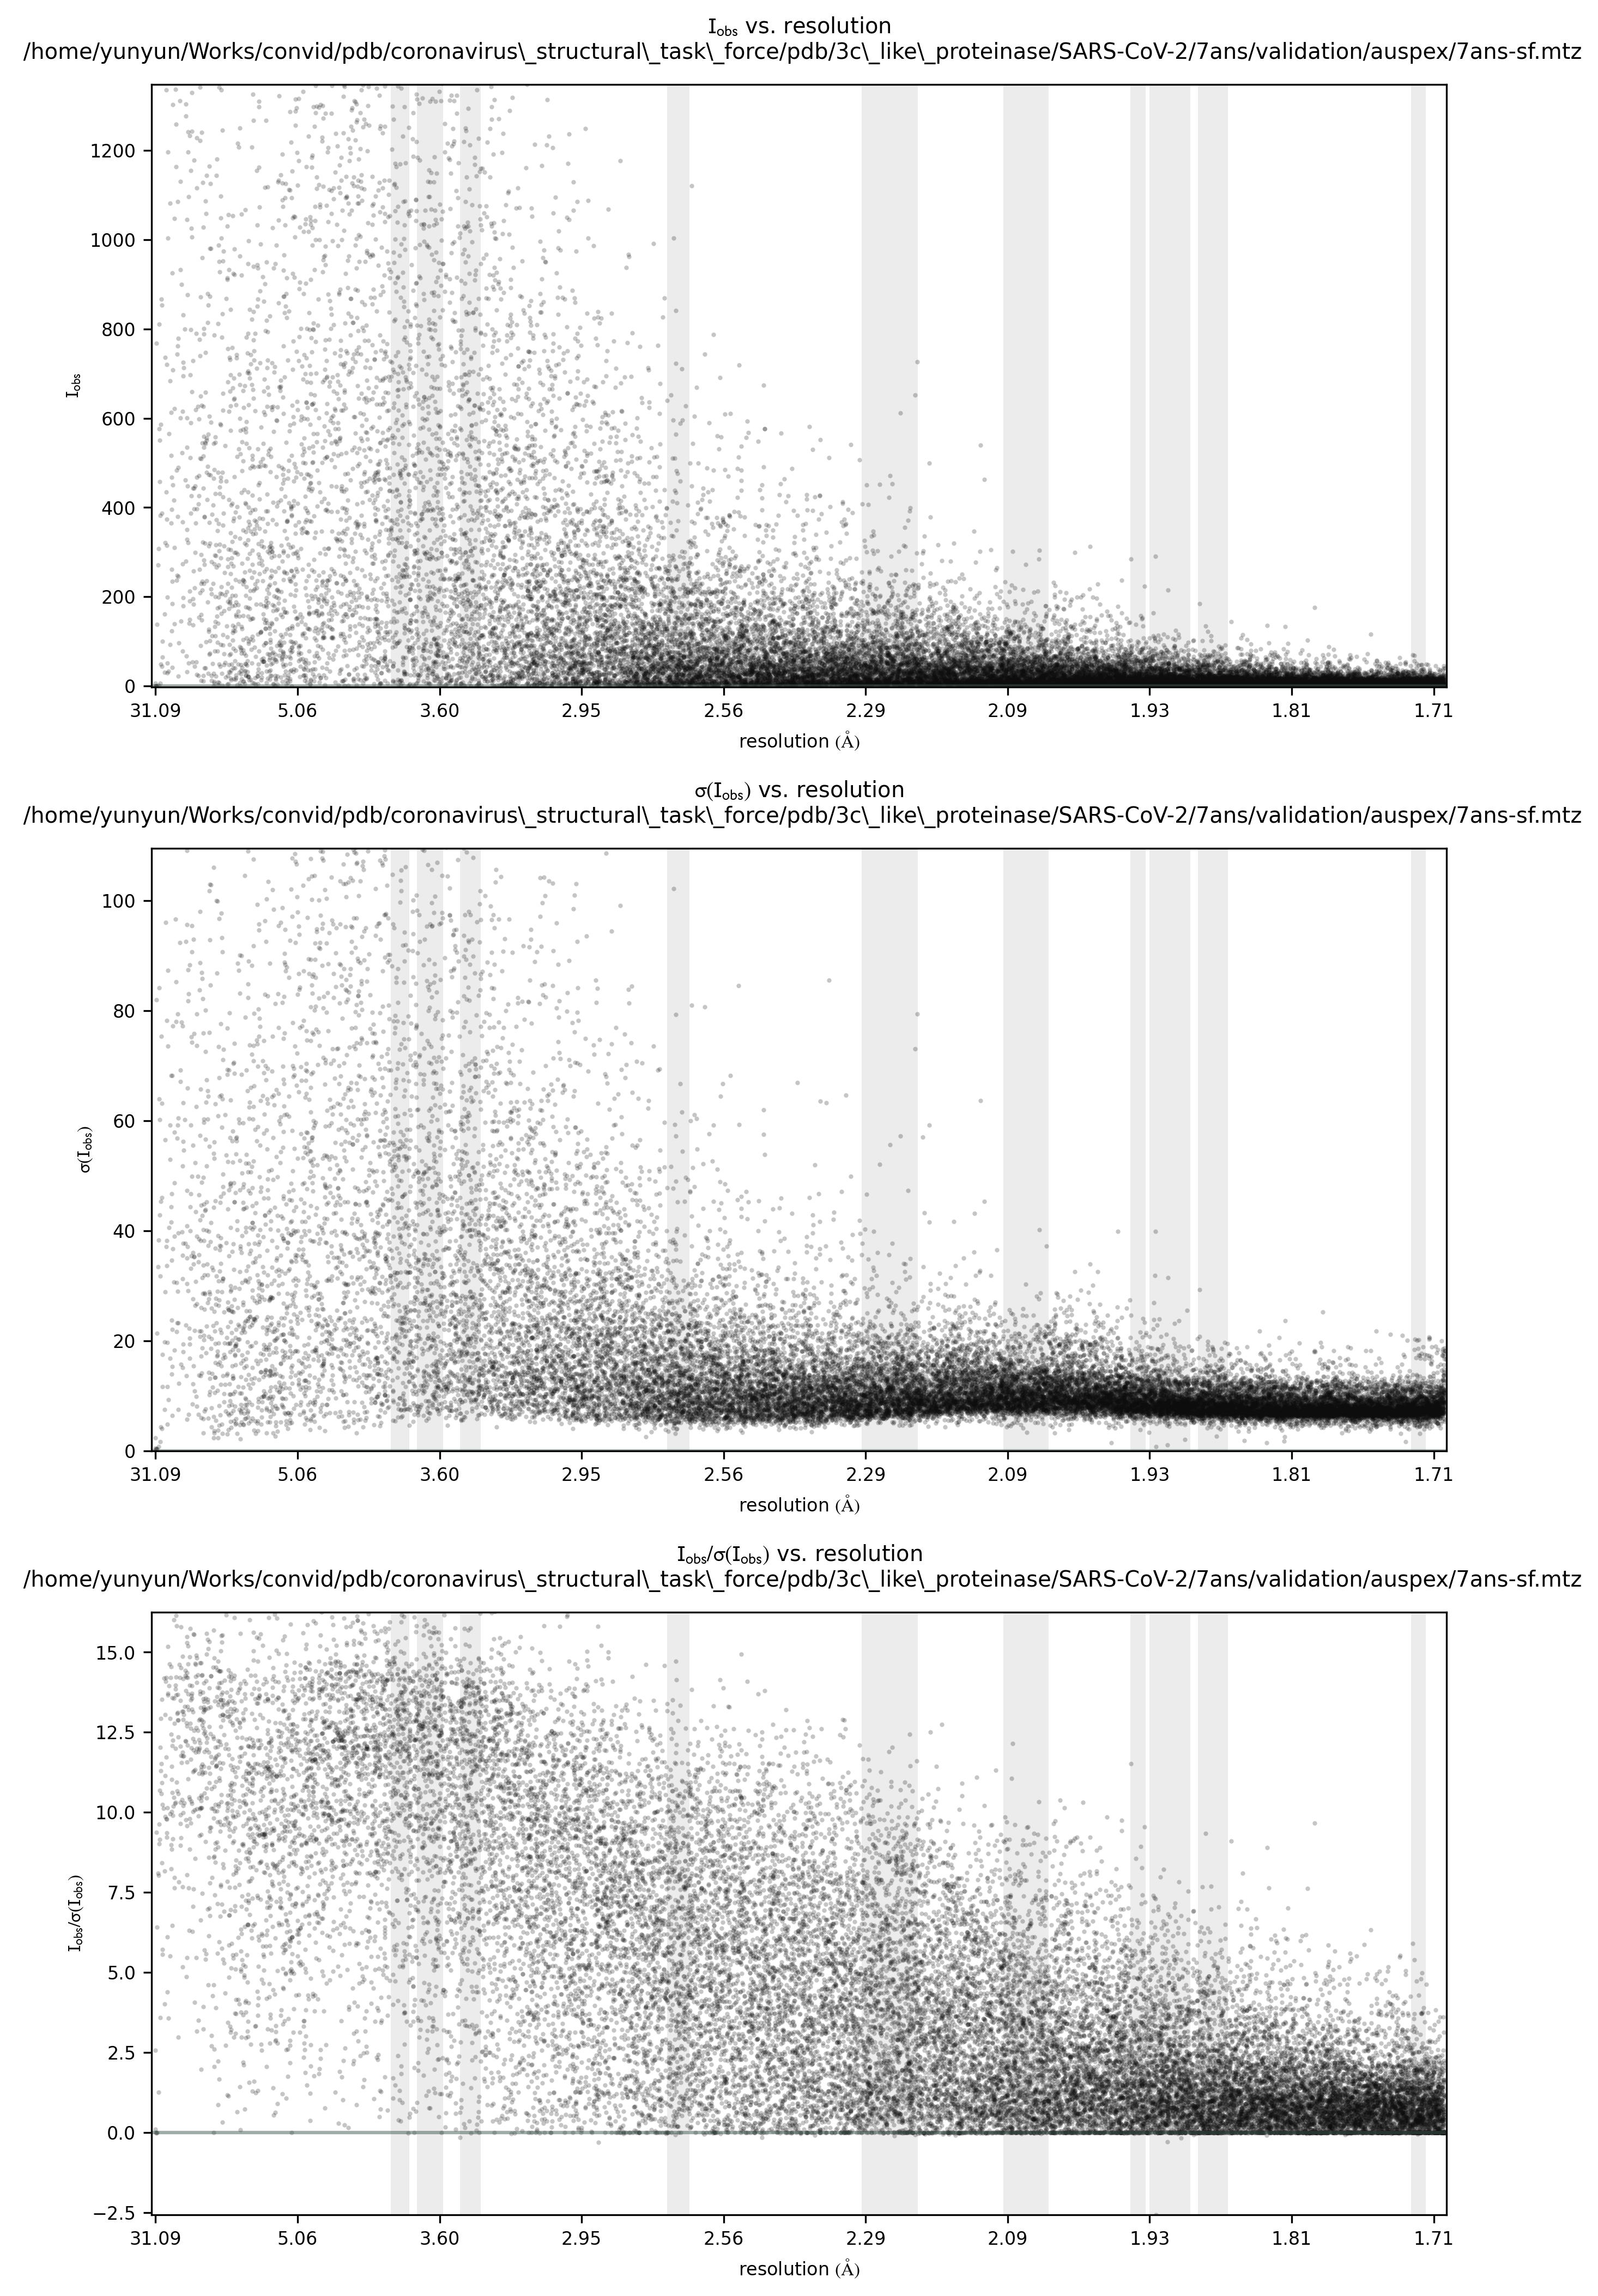 Iobs vs. resolution
/home/yunyun/Works/convid/pdb/coronavirus\_structural\_task\_force/pdb/3c\_like\_proteinase/SARS-CoV-2/7ans/validation/auspex/7ans-sf.mtz
1200
1000
800
600
400
200
0
Iobs
31.09 5.06 3.60 2.95 2.56 2.29 2.09 1.93 1.81 1.71
resolution (Å)
σ(Iobs) vs. resolution
/home/yunyun/Works/convid/pdb/coronavirus\_structural\_task\_force/pdb/3c\_like\_proteinase/SARS-CoV-2/7ans/validation/auspex/7ans-sf.mtz
100
80
60
40
20
0
σ(Iobs)
31.09 5.06 3.60 2.95 2.56 2.29 2.09 1.93 1.81 1.71
resolution (Å)
Iobs/σ(Iobs) vs. resolution
/home/yunyun/Works/convid/pdb/coronavirus\_structural\_task\_force/pdb/3c\_like\_proteinase/SARS-CoV-2/7ans/validation/auspex/7ans-sf.mtz
15.0
12.5
10.0
7.5
5.0
2.5
0.0
−2.5
Iobs/σ(Iobs)
31.09 5.06 3.60 2.95 2.56 2.29 2.09 1.93 1.81 1.71
resolution (Å)